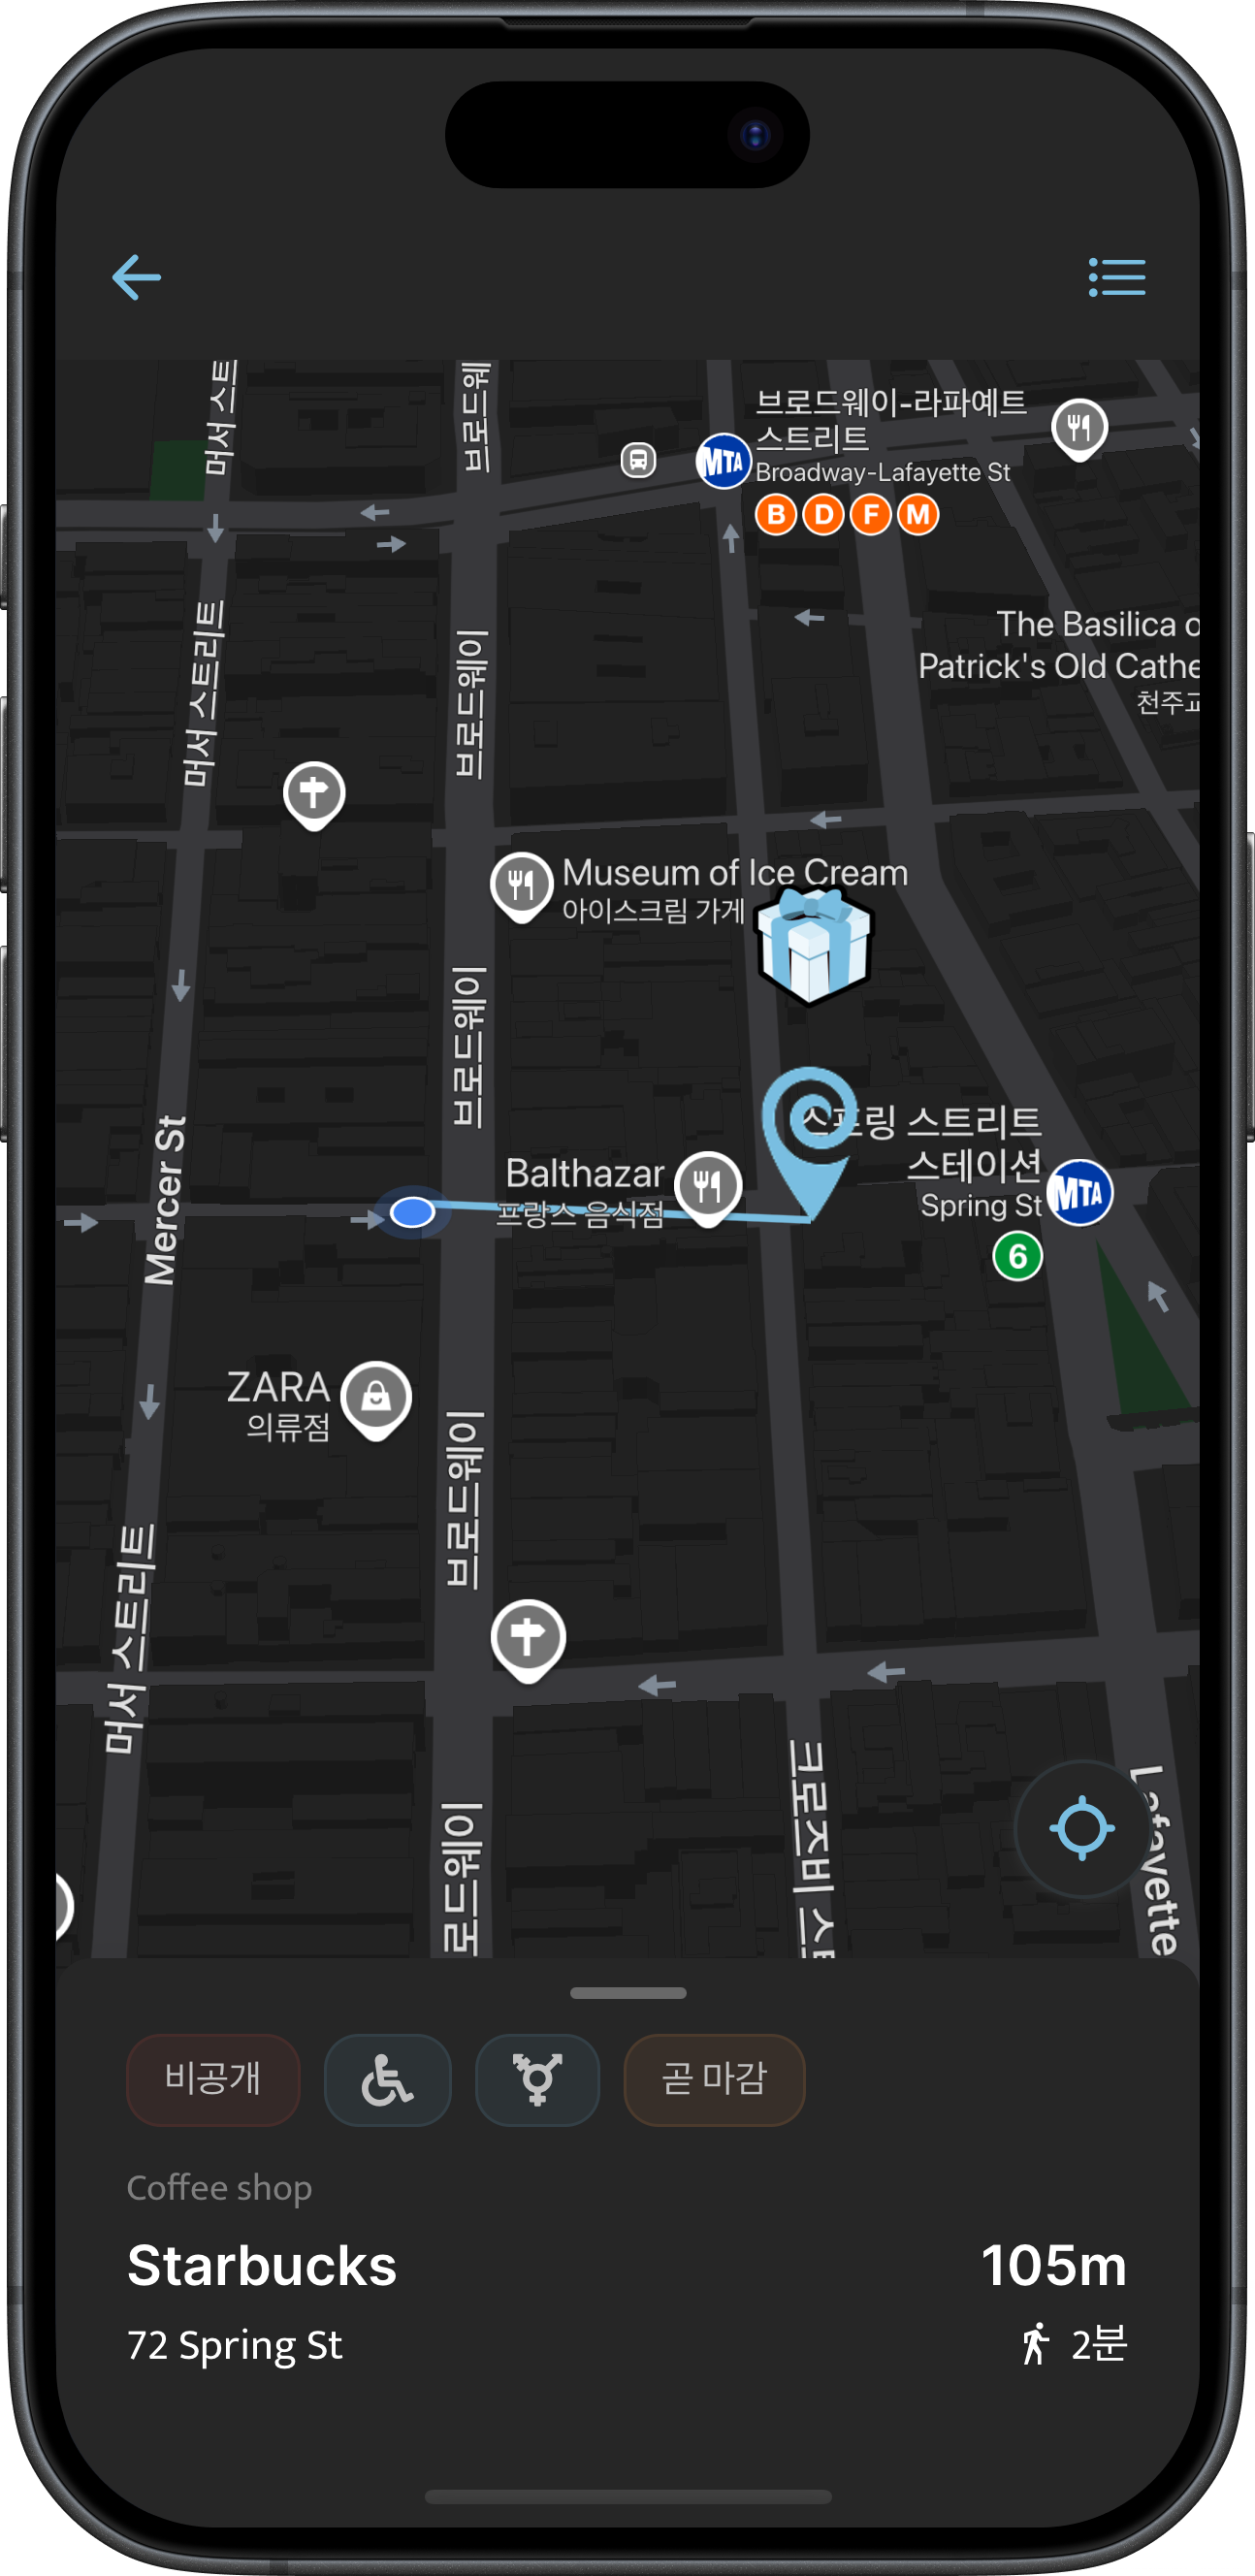 머서 스트
브로드웨
브로드웨이-라파예트
스트리트
MTA
Broadway-Lafayette St
B D F M
The Basilica o
Patrick's Old Cathe
천주교
머서 스트리트
브로드웨이
Museum of Ice Cream
아이스크림 가게
브로드웨이
Mercer St
스프링 스트리트
스테이션
Spring St
MTA
6
Balthazar
프랑스 음식점
ZARA
의류점
브로드웨이
머서 스트리트
로드웨이
크로즈비 스트
Lafayette
비공개
곧 마감
Coffee shop
Starbucks
105m
72 Spring St
2분